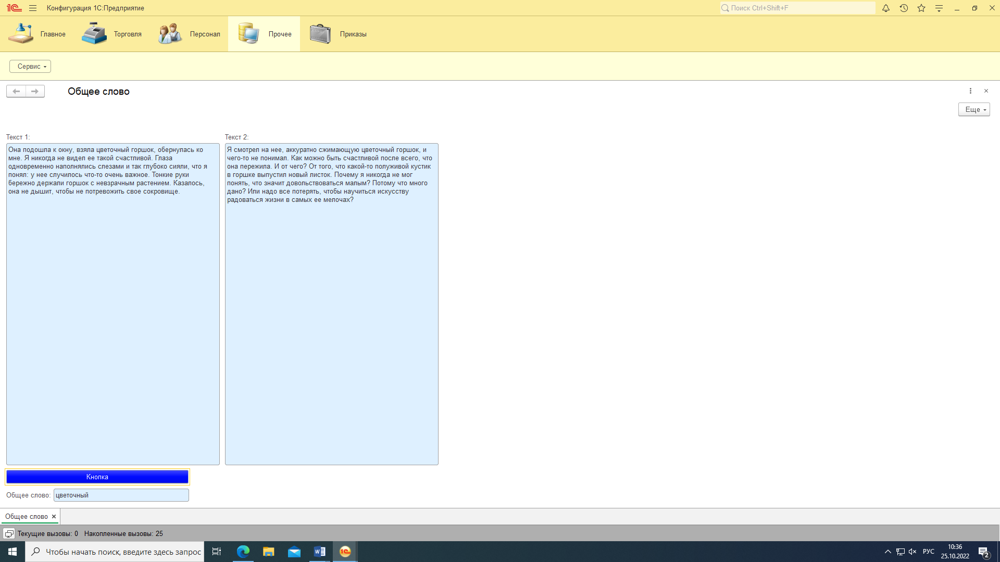 1С Конфигурация 1С:Предприятие
Поиск Ctrl+Shift+F
Главное
Торговля
Персонал
Прочее
Приказы
Сервис
Общее слово
Еще
Текст 1:
Она подошла к окну, взяла цветочный горшок, обернулась ко
мне. Я никогда не видел ее такой счастливой. Глаза
одновременно наполнялись слезами и так глубоко сияли, что я
понял: у нее случилось что-то очень важное. Тонкие руки
бережно держали горшок с невзрачным растением. Казалось,
она не дышит, чтобы не потревожить свое сокровище.
Текст 2:
Я смотрел на нее, аккуратно сжимающую цветочный горшок, и
чего-то не понимал. Как можно быть счастливой после всего, что
она пережила. И от чего? От того, что какой-то полуживой кустик
в горшке выпустил новый листок. Почему я никогда не мог
понять, что значит довольствоваться малым? Потому что много
дано? Или надо все потерять, чтобы научиться искусству
радоваться жизни в самых ее мелочах?
Кнопка
Общее слово: цветочный
Общее слово
Текущие вызовы: 0 Накопленные вызовы: 25
Чтобы начать поиск, введите здесь запрос
W
1С
РУС
10:36
25.10.2022
2